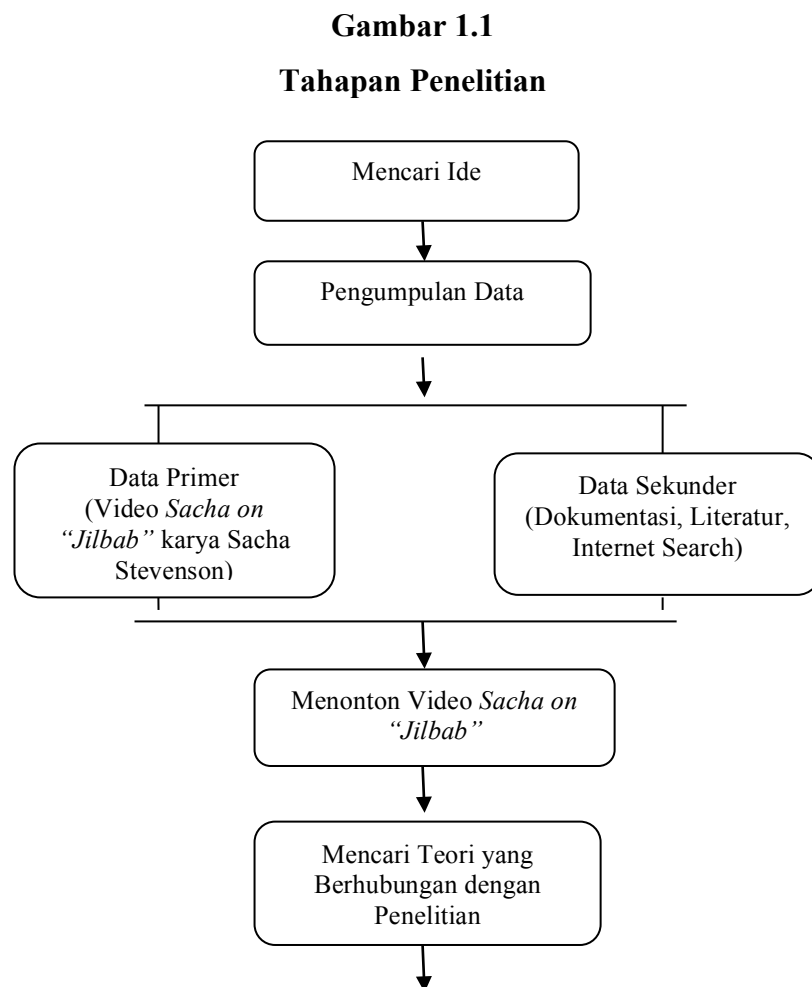 Gambar 1.1
Tahapan Penelitian
Mencari Ide
Pengumpulan Data
Data Primer
(Video Sacha on
“Jilbab” karya Sacha
Stevenson)
Data Sekunder
(Dokumentasi, Literatur,
Internet Search)
Menonton Video Sacha on
“Jilbab”
Mencari Teori yang
Berhubungan dengan
Penelitian